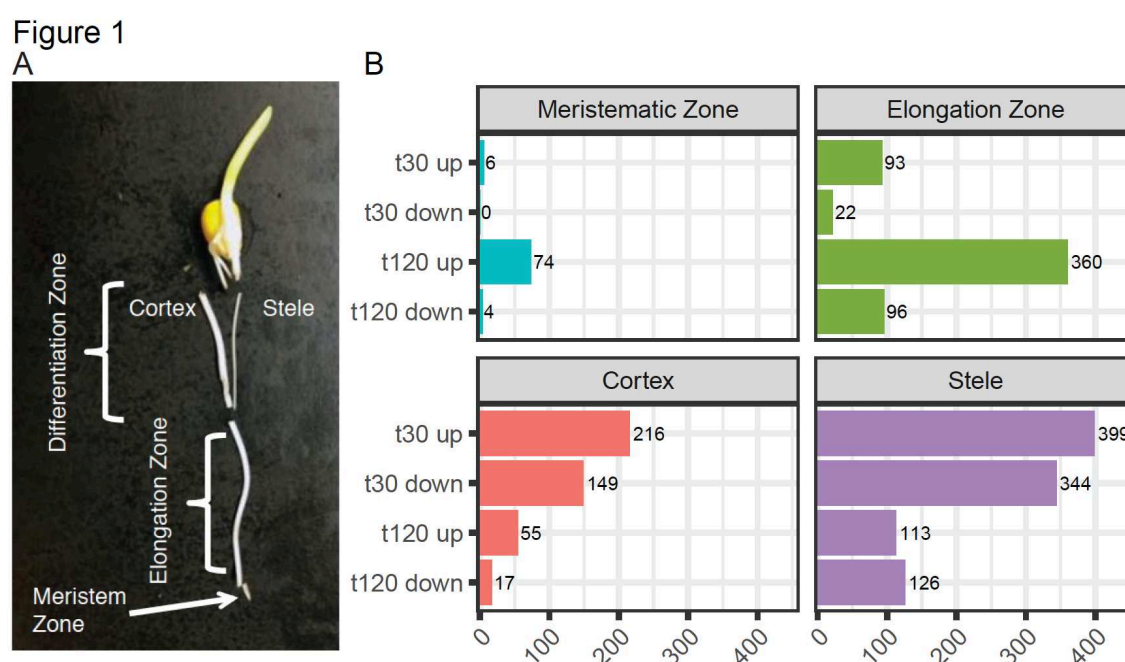 Figure 1
A
Differentiation Zone
Cortex
Stele
Elongation Zone
Meristem
Zone
B
Meristematic Zone
t30 up
6
t30 down
0
t120 up
74
t120 down
4
Elongation Zone
93
22
360
96
Cortex
t30 up
216
t30 down
149
t120 up
55
t120 down
17
0
100
200
300
400
Stele
399
344
113
126
0
100
200
300
400